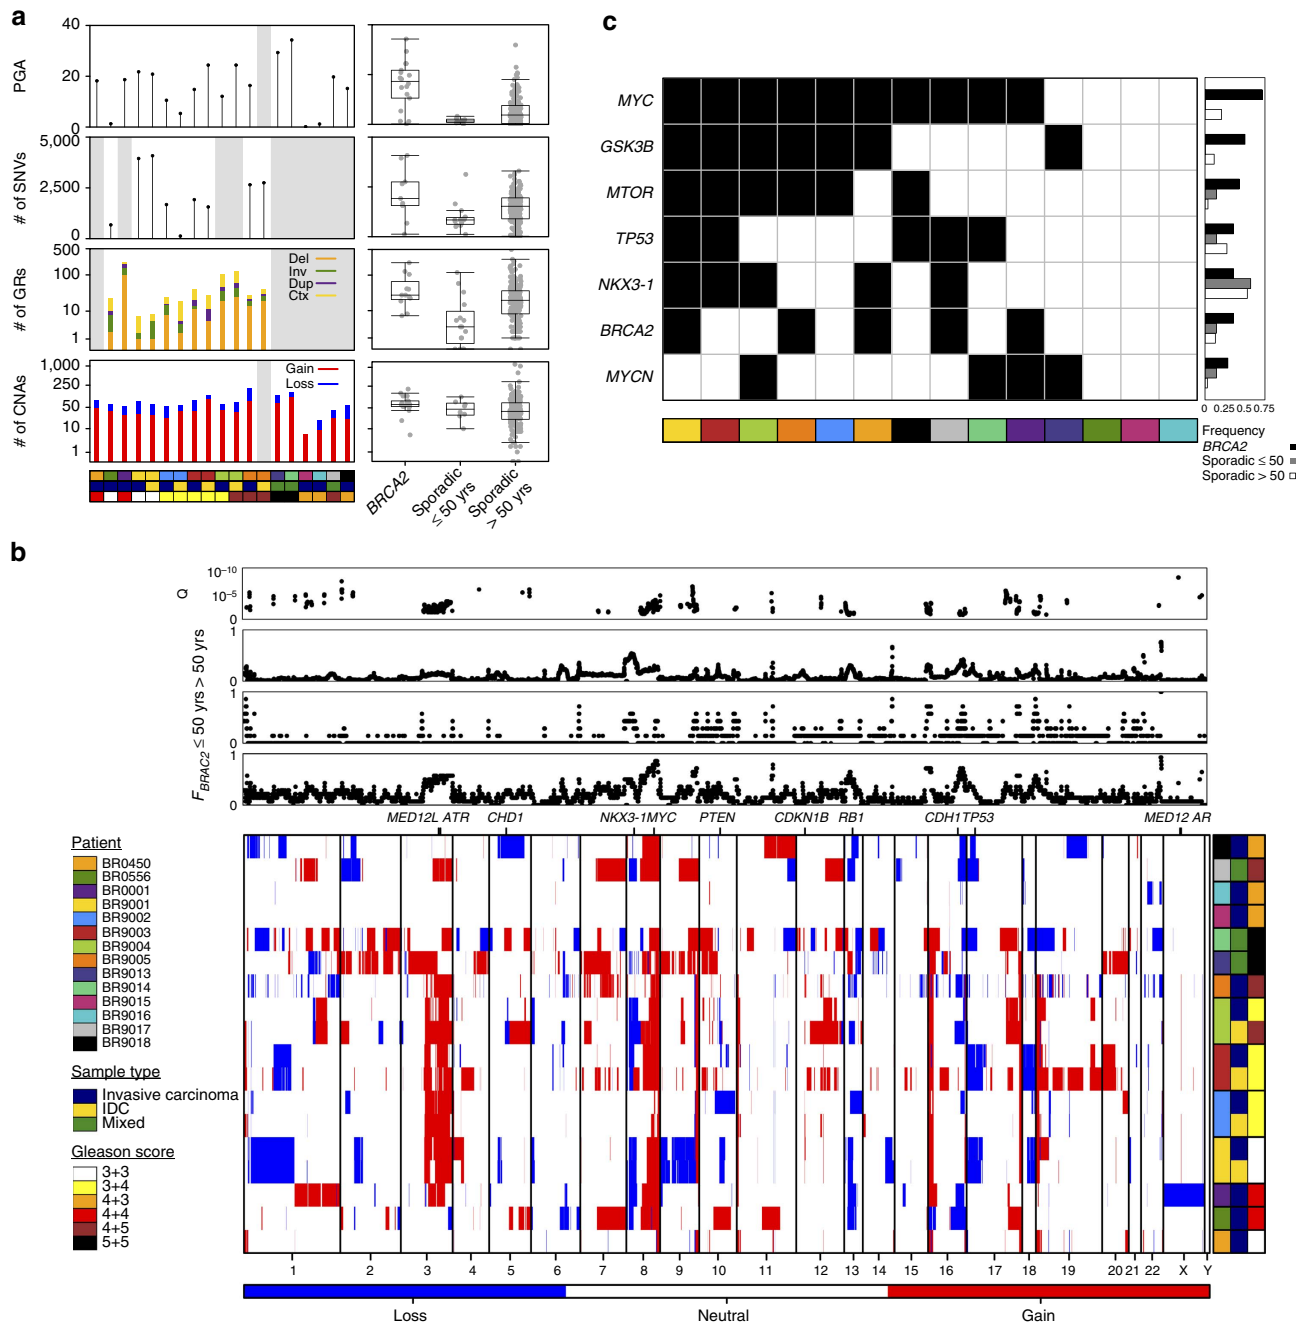 a
PGA
40
20
0
# of SNVs
5,000
2,500
0
# of GRs
500
100
10
1
Del
Inv
Dup
Ctx
# of CNAs
1,000
250
50
10
1
Gain
Loss
BRCA2
Sporadic
≤ 50 yrs
Sporadic
> 50 yrs
c
MYC
GSK3B
MTOR
TP53
NKX3-1
BRCA2
MYCN
0 0.25 0.5 0.75
Frequency
BRCA2
Sporadic ≤ 50
Sporadic > 50
b
Q
10⁻¹⁰
10⁻⁵
0
F_BRAC2 ≤ 50 yrs > 50 yrs
1
0
1
0
1
0
MED12L ATR CHD1 NKX3-1MYC PTEN CDKN1B RB1 CDH1TP53 MED12 AR
Patient
BR0450
BR0556
BR0001
BR9001
BR9002
BR9003
BR9004
BR9005
BR9013
BR9014
BR9015
BR9016
BR9017
BR9018
Sample type
Invasive carcinoma
IDC
Mixed
Gleason score
3+3
3+4
4+3
4+4
4+5
5+5
1 2 3 4 5 6 7 8 9 10 11 12 13 14 15 16 17 18 19 20 21 22 X Y
Loss Neutral Gain